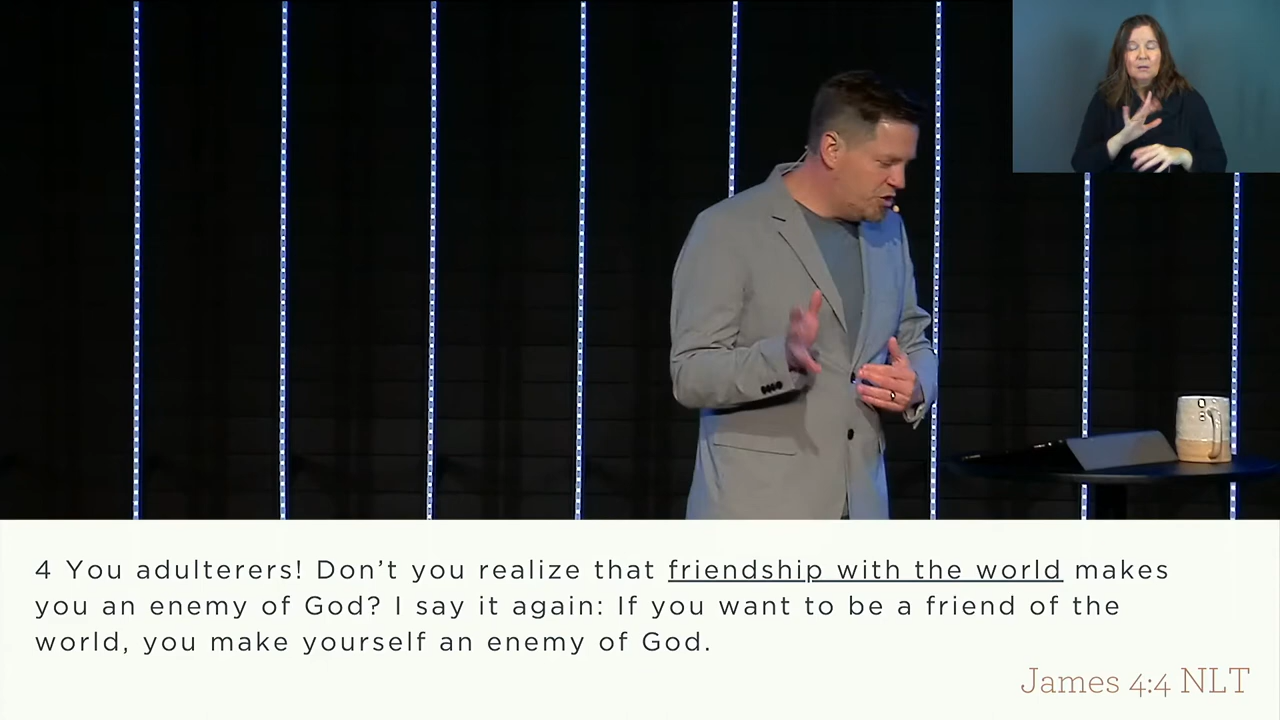 4 You adulterers! Don’t you realize that friendship with the world makes
you an enemy of God? I say it again: If you want to be a friend of the
world, you make yourself an enemy of God.
James 4:4 NLT